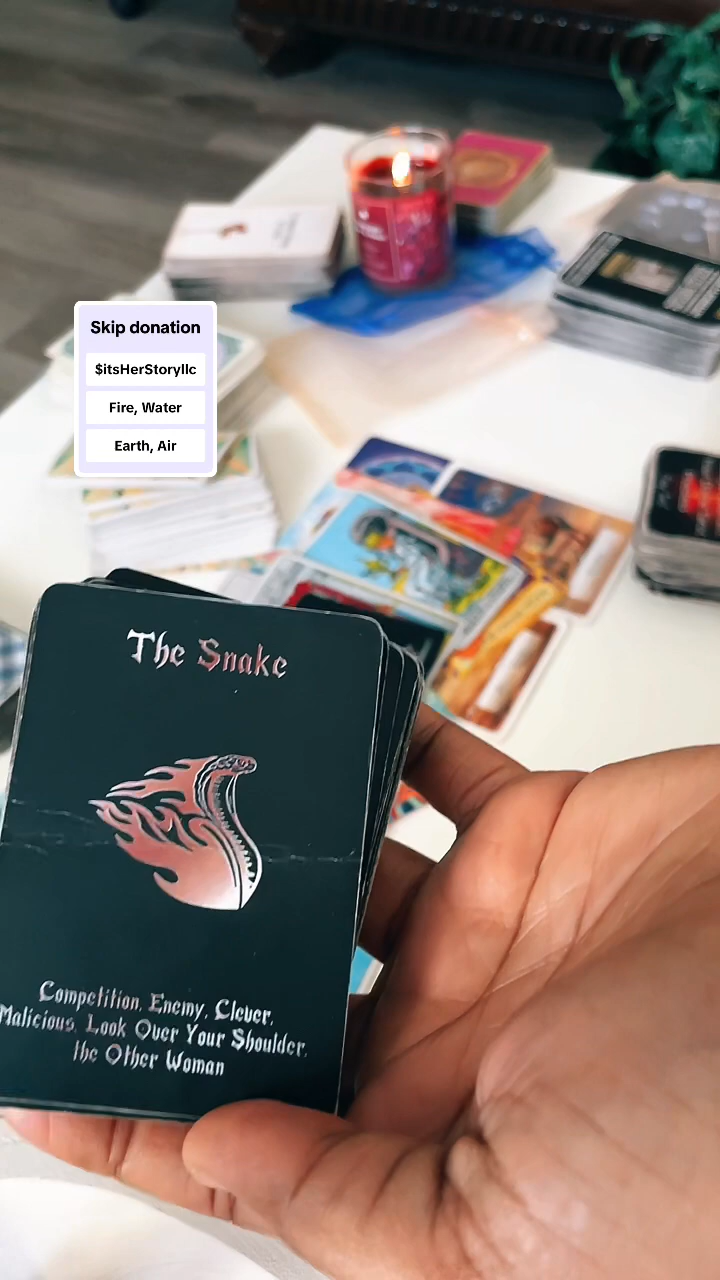 Skip donation
$itsHerStoryllc
Fire, Water
Earth, Air
The Snake
Competition, Enemy, Clever,
Malicious, Look Over Your Shoulder,
the Other Woman